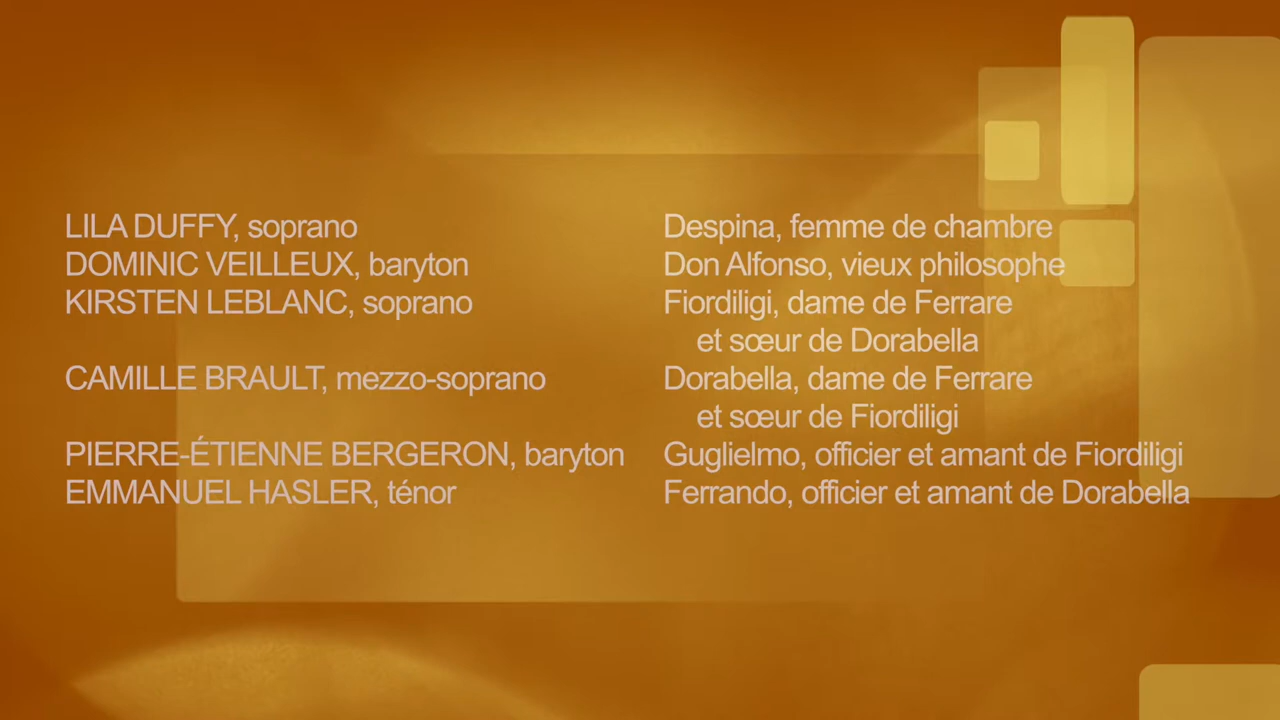 LILA DUFFY, soprano Despina, femme de chambre
DOMINIC VEILLEUX, baryton Don Alfonso, vieux philosophe
KIRSTEN LEBLANC, soprano Fiordiligi, dame de Ferrare
et sœur de Dorabella
CAMILLE BRAULT, mezzo-soprano Dorabella, dame de Ferrare
et sœur de Fiordiligi
PIERRE-ÉTIENNE BERGERON, baryton Guglielmo, officier et amant de Fiordiligi
EMMANUEL HASLER, ténor Ferrando, officier et amant de Dorabella